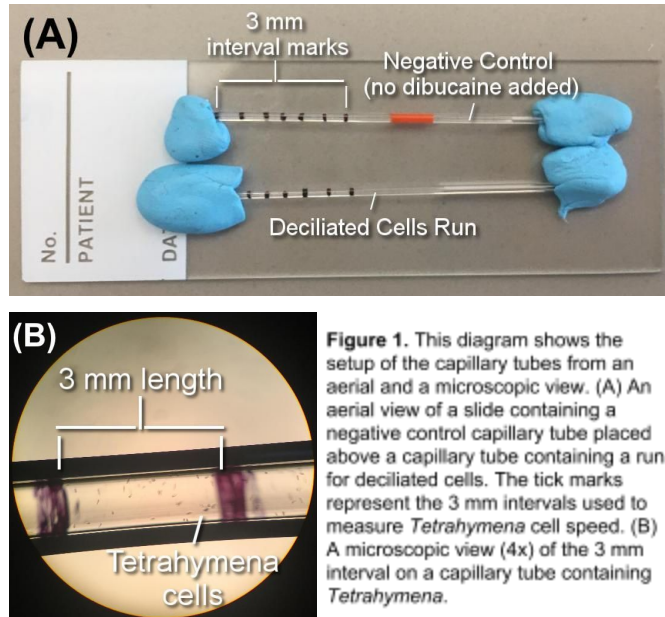 (A)
3 mm
interval marks
Negative Control
(no dibucaine added)
No.
PATIENT
DA
Deciliated Cells Run
(B)
3 mm length
Tetrahymena
cells
Figure 1. This diagram shows the
setup of the capillary tubes from an
aerial and a microscopic view. (A) An
aerial view of a slide containing a
negative control capillary tube placed
above a capillary tube containing a run
for deciliated cells. The tick marks
represent the 3 mm intervals used to
measure Tetrahymena cell speed. (B)
A microscopic view (4x) of the 3 mm
interval on a capillary tube containing
Tetrahymena.